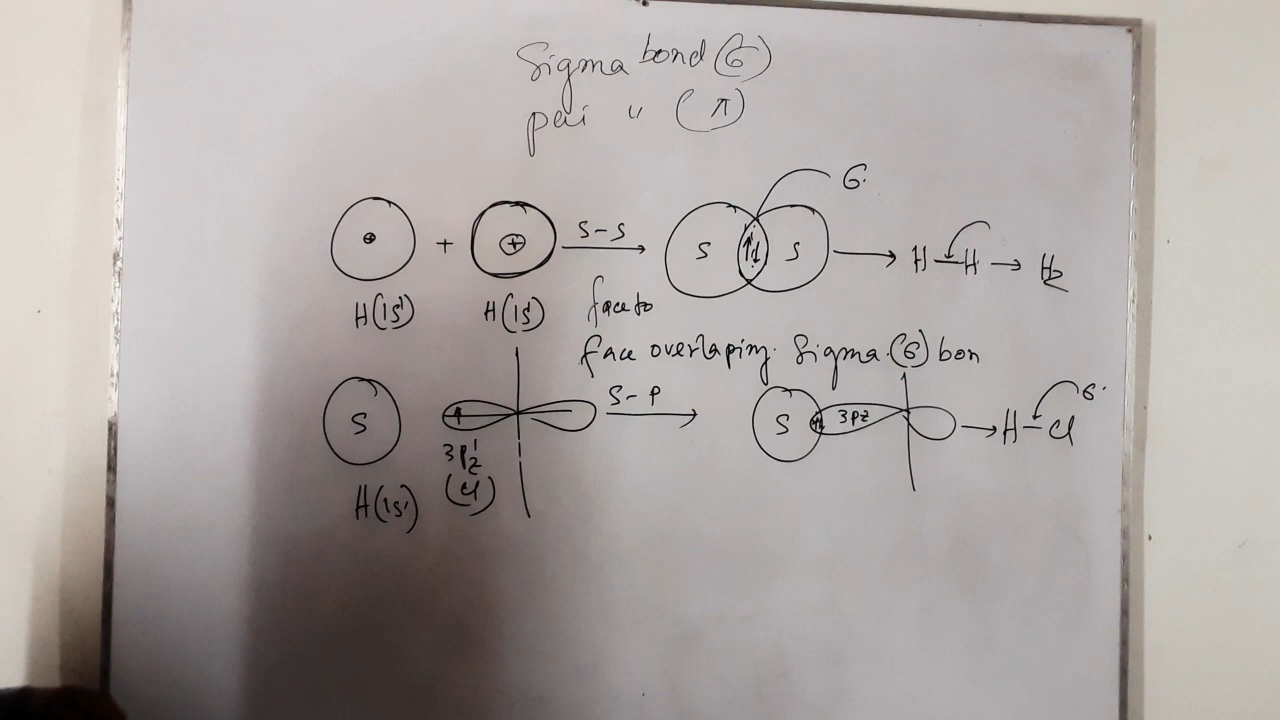 Sigma bond (б)
pai " (π)
б.
+ + S-S S S → H-H → H2
H(1s¹) H(1s¹) face to
face overlaping. Sigma. (б) bon
S S-P S 3pz → H-Cl б.
3pz¹
H(1s¹) (Cl)